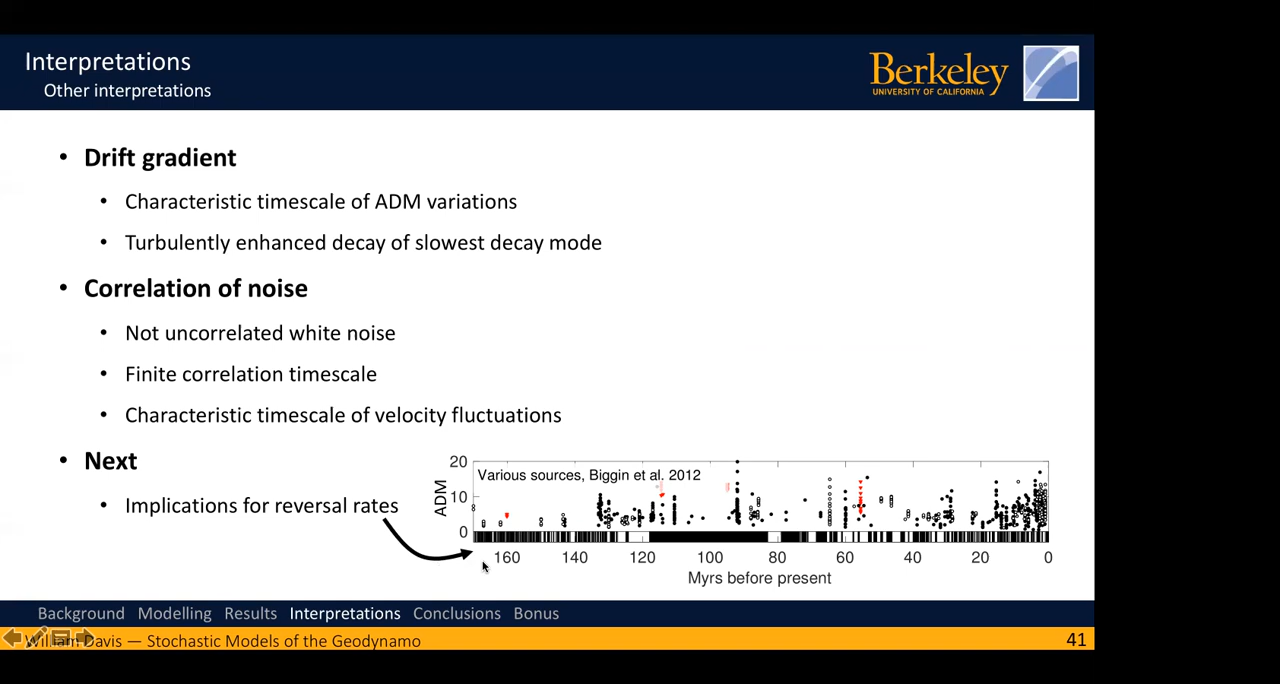 Interpretations
Other interpretations
Berkeley
UNIVERSITY OF CALIFORNIA
• Drift gradient
• Characteristic timescale of ADM variations
• Turbulently enhanced decay of slowest decay mode
• Correlation of noise
• Not uncorrelated white noise
• Finite correlation timescale
• Characteristic timescale of velocity fluctuations
• Next
• Implications for reversal rates
Various sources, Biggin et al. 2012
ADM
20
10
0
160 140 120 100 80 60 40 20 0
Myrs before present
Background Modelling Results Interpretations Conclusions Bonus
William Davis — Stochastic Models of the Geodynamo
41